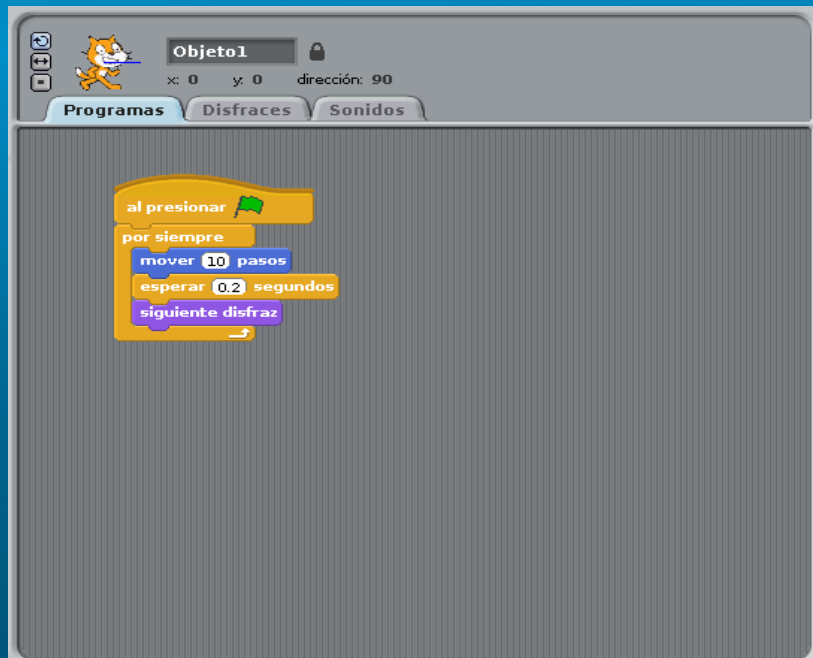 Objeto1
x: 0 y: 0 dirección: 90
Programas Disfraces Sonidos
al presionar
por siempre
mover 10 pasos
esperar 0.2 segundos
siguiente disfraz